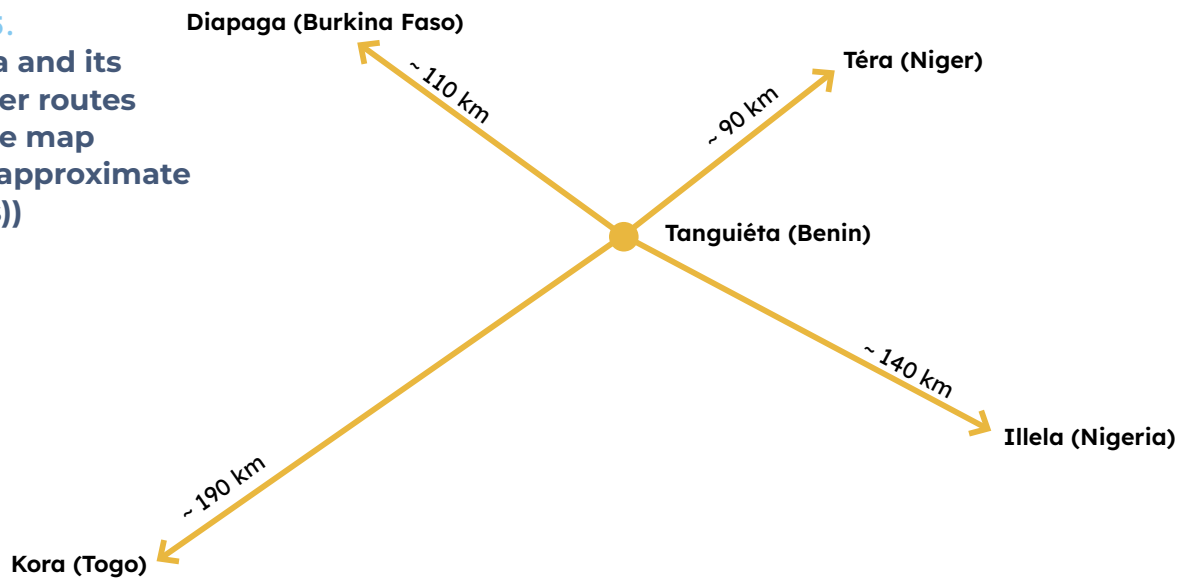 a and its
er routes
e map
approximate
))
Diapaga (Burkina Faso)
Téra (Niger)
~ 110 km
~ 90 km
Tanguiéta (Benin)
~ 140 km
Illela (Nigeria)
~ 190 km
Kora (Togo)